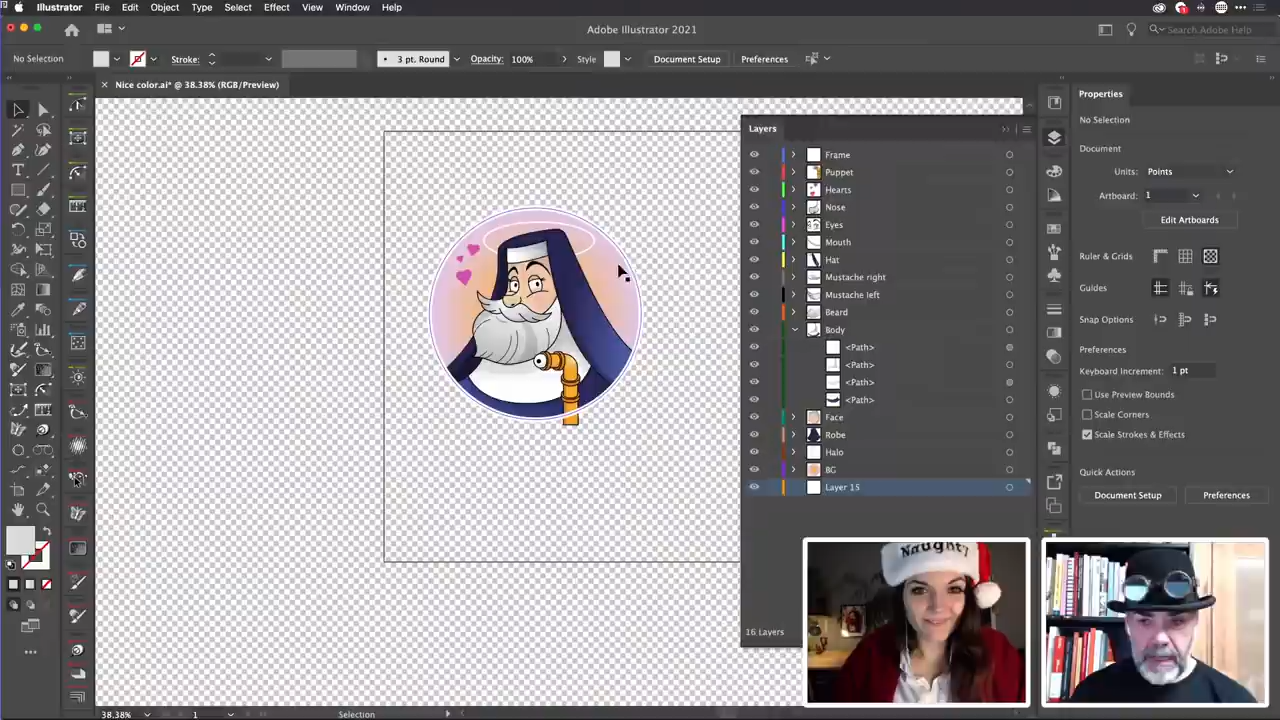 Illustrator File Edit Object Type Select Effect View Window Help
Adobe Illustrator 2021
Search Adobe Help
No Selection
Stroke:
3 pt. Round
Opacity: 100%
Style
Document Setup
Preferences
Nice color.ai* @ 38.38% (RGB/Preview)
Layers
Frame
Puppet
Hearts
Nose
Eyes
Mouth
Hat
Mustache right
Mustache left
Beard
Body
<Path>
<Path>
<Path>
<Path>
Face
Robe
Halo
BG
Layer 15
16 Layers
Properties
No Selection
Document
Units: Points
Artboard: 1
Edit Artboards
Ruler & Grids
Guides
Snap Options
Preferences
Keyboard Increment: 1 pt
Use Preview Bounds
Scale Corners
Scale Strokes & Effects
Quick Actions
Document Setup
Preferences
Naughty
38.38%
1
Selection